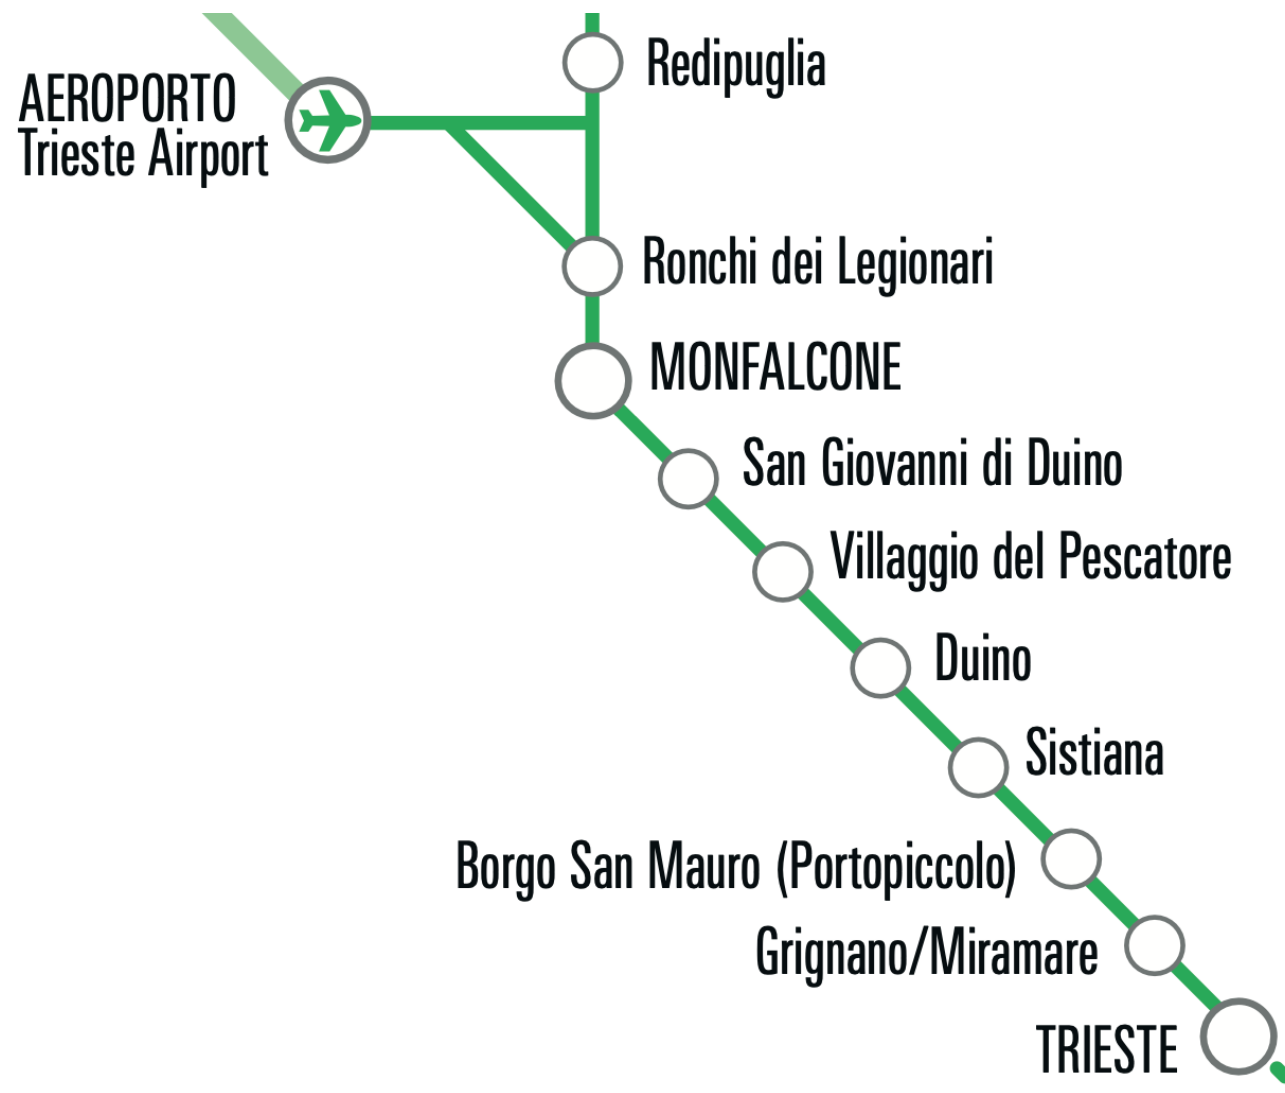 Redipuglia
AEROPORTO
Trieste Airport
Ronchi dei Legionari
MONFALCONE
San Giovanni di Duino
Villaggio del Pescatore
Duino
Sistiana
Borgo San Mauro (Portopiccolo)
Grignano/Miramare
TRIESTE